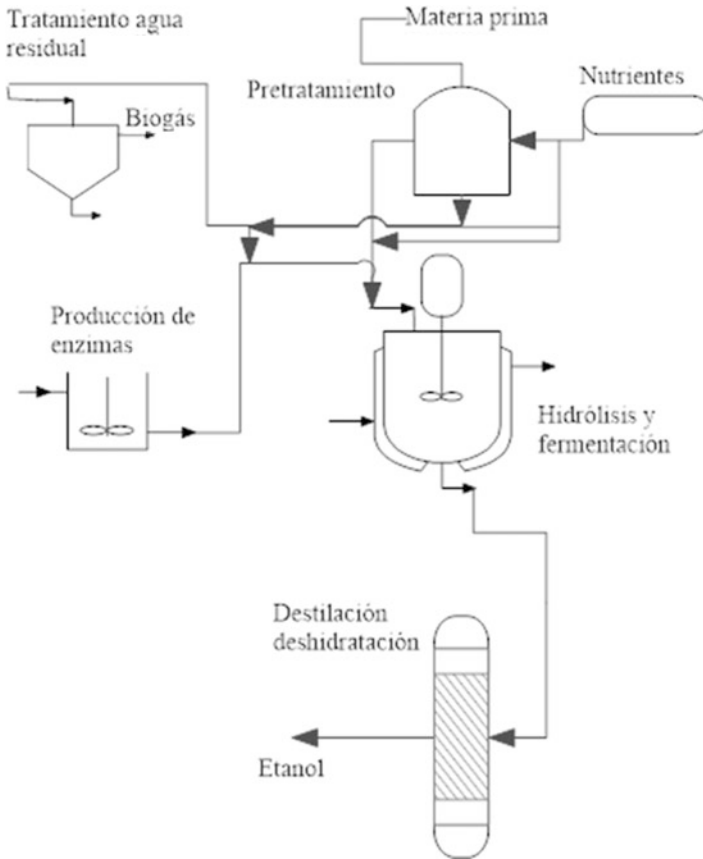 Tratamiento agua
residual
Materia prima
Pretratamiento
Nutrientes
Biogás
Producción de
enzimas
Hidrólisis y
fermentación
Destilación
deshidratación
Etanol